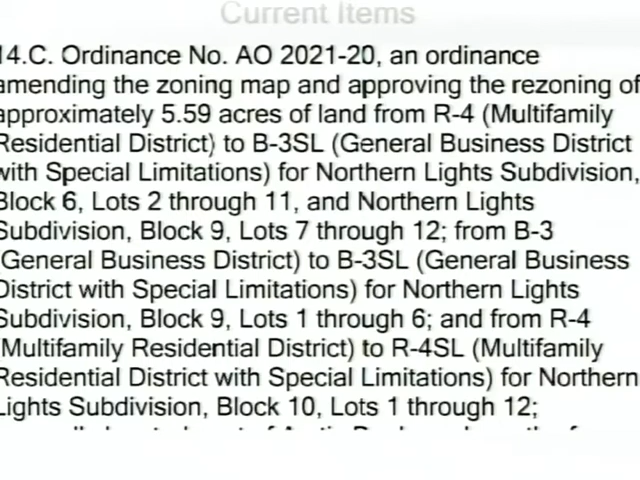 Current Items
14.C. Ordinance No. AO 2021-20, an ordinance
amending the zoning map and approving the rezoning of
approximately 5.59 acres of land from R-4 (Multifamily
Residential District) to B-3SL (General Business District
with Special Limitations) for Northern Lights Subdivision,
Block 6, Lots 2 through 11, and Northern Lights
Subdivision, Block 9, Lots 7 through 12; from B-3
(General Business District) to B-3SL (General Business
District with Special Limitations) for Northern Lights
Subdivision, Block 9, Lots 1 through 6; and from R-4
(Multifamily Residential District) to R-4SL (Multifamily
Residential District with Special Limitations) for Northern
Lights Subdivision, Block 10, Lots 1 through 12;